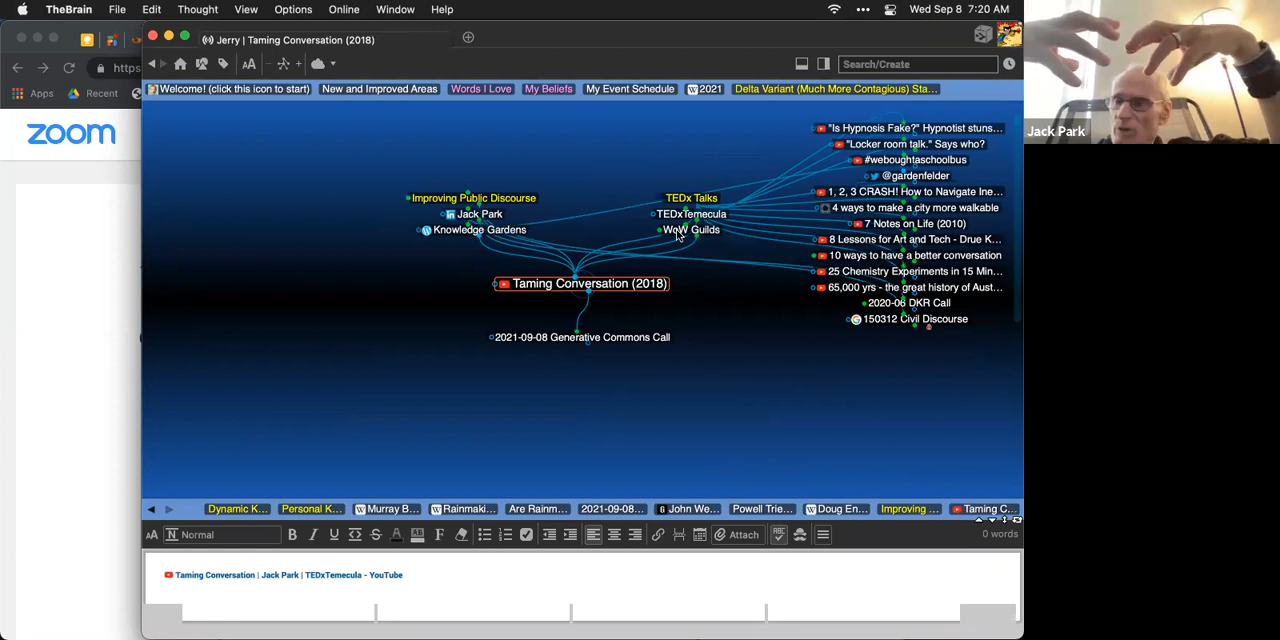 TheBrain File Edit Thought View Options Online Window Help Wed Sep 8 7:20 AM
Jerry | Taming Conversation (2018)
https
Search/Create
Apps Recent
Welcome! (click this icon to start) New and Improved Areas Words I Love My Beliefs My Event Schedule 2021 Delta Variant (Much More Contagious) Sta...
zoom
Jack Park
"Is Hypnosis Fake?" Hypnotist stuns...
"Locker room talk." Says who?
#weboughtaschoolbus
@gardenfelder
1, 2, 3 CRASH! How to Navigate Ine...
4 ways to make a city more walkable
7 Notes on Life (2010)
8 Lessons for Art and Tech - Drue K...
10 ways to have a better conversation
25 Chemistry Experiments in 15 Min...
65,000 yrs - the great history of Aust...
2020-06 DKR Call
150312 Civil Discourse
Improving Public Discourse
Jack Park
Knowledge Gardens
TEDx Talks
TEDxTemecula
WoW Guilds
Taming Conversation (2018)
2021-09-08 Generative Commons Call
Dynamic K... Personal K... Murray B... Rainmaki... Are Rainm... 2021-09-08... John We... Powell Trie... Doug En... Improving ... Taming C...
Normal Attach 0 words
Taming Conversation | Jack Park | TEDxTemecula - YouTube